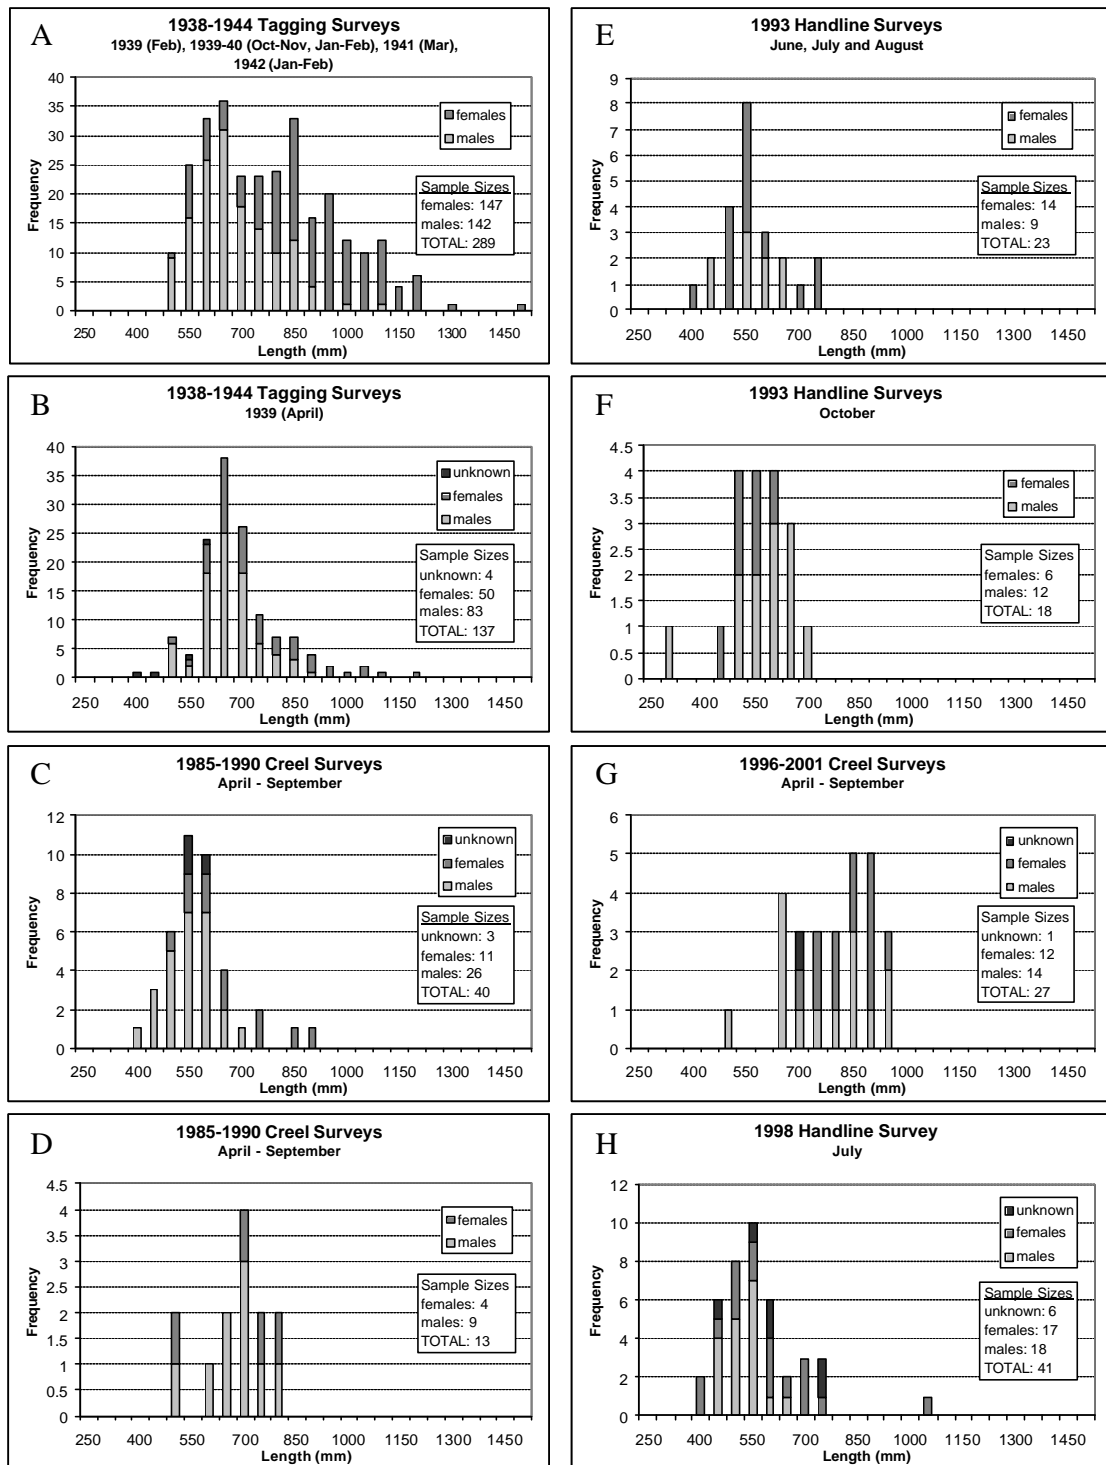 A
1938-1944 Tagging Surveys
1939 (Feb), 1939-40 (Oct-Nov, Jan-Feb), 1941 (Mar),
1942 (Jan-Feb)
40
35
30
25
20
15
10
5
0
Frequency
females
males
Sample Sizes
females: 147
males: 142
TOTAL: 289
250 400 550 700 850 1000 1150 1300 1450
Length (mm)
E
1993 Handline Surveys
June, July and August
9
8
7
6
5
4
3
2
1
0
Frequency
females
males
Sample Sizes
females: 14
males: 9
TOTAL: 23
250 400 550 700 850 1000 1150 1300 1450
Length (mm)
B
1938-1944 Tagging Surveys
1939 (April)
40
35
30
25
20
15
10
5
0
Frequency
unknown
females
males
Sample Sizes
unknown: 4
females: 50
males: 83
TOTAL: 137
250 400 550 700 850 1000 1150 1300 1450
Length (mm)
F
1993 Handline Surveys
October
4.5
4
3.5
3
2.5
2
1.5
1
0.5
0
Frequency
females
males
Sample Sizes
females: 6
males: 12
TOTAL: 18
250 400 550 700 850 1000 1150 1300 1450
Length (mm)
C
1985-1990 Creel Surveys
April - September
12
10
8
6
4
2
0
Frequency
unknown
females
males
Sample Sizes
unknown: 3
females: 11
males: 26
TOTAL: 40
250 400 550 700 850 1000 1150 1300 1450
Length (mm)
G
1996-2001 Creel Surveys
April - September
6
5
4
3
2
1
0
Frequency
unknown
females
males
Sample Sizes
unknown: 1
females: 12
males: 14
TOTAL: 27
250 400 550 700 850 1000 1150 1300 1450
Length (mm)
D
1985-1990 Creel Surveys
April - September
4.5
4
3.5
3
2.5
2
1.5
1
0.5
0
Frequency
females
males
Sample Sizes
females: 4
males: 9
TOTAL: 13
250 400 550 700 850 1000 1150 1300 1450
Length (mm)
H
1998 Handline Survey
July
12
10
8
6
4
2
0
Frequency
unknown
females
males
Sample Sizes
unknown: 6
females: 17
males: 18
TOTAL: 41
250 400 550 700 850 1000 1150 1300 1450
Length (mm)